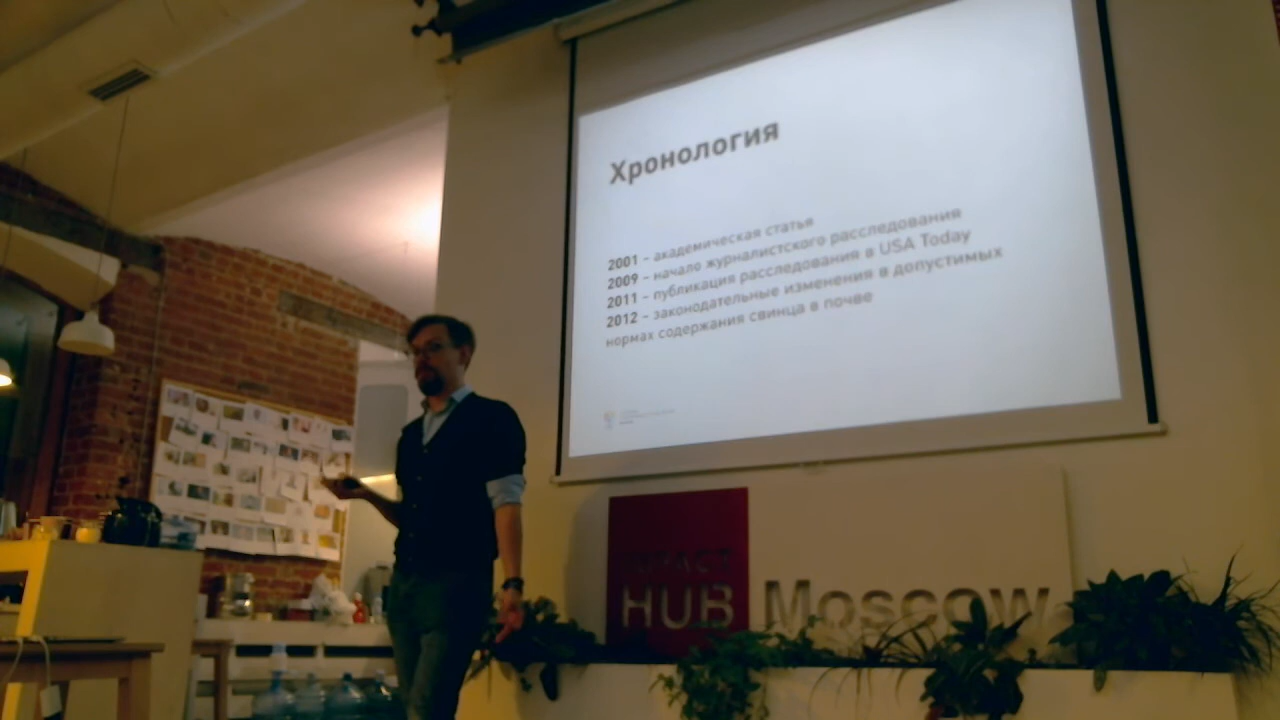 Хронология
2001 – академическая статья
2009 – начало журналистского расследования
2011 – публикация расследования в USA Today
2012 – законодательные изменения в допустимых
нормах содержания свинца в почве
IMPACT
HUB Moscow